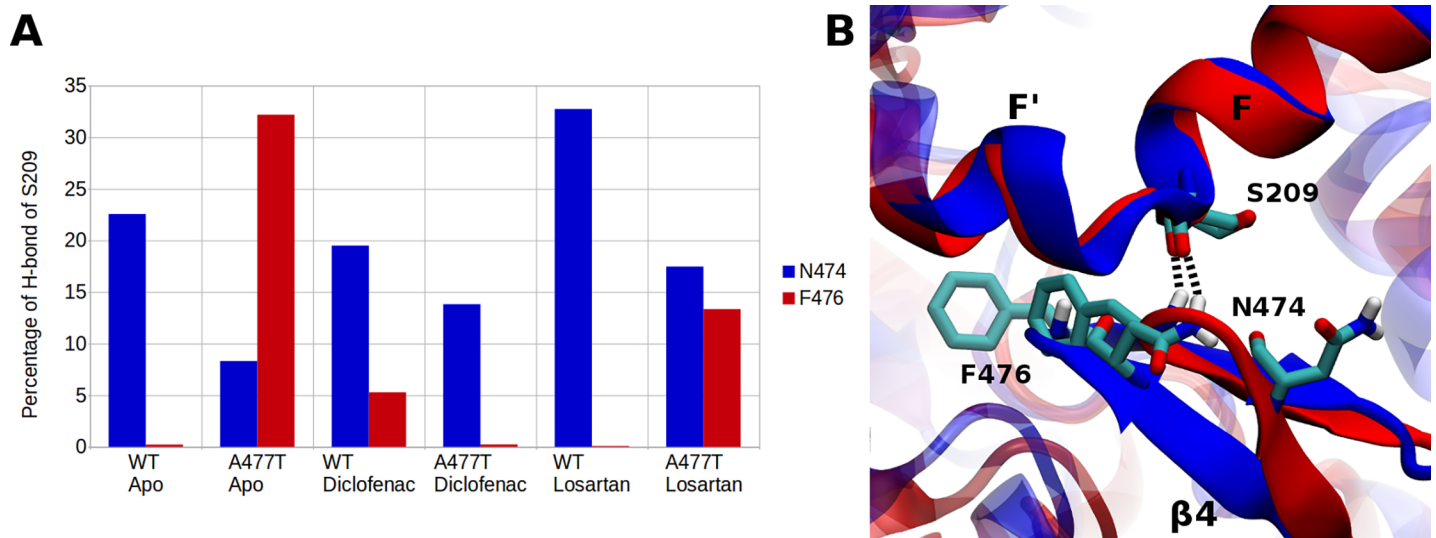 A
Percentage of H-bond of S209
35
30
25
20
15
10
5
0
WT
Apo
A477T
Apo
WT
Diclofenac
A477T
Diclofenac
WT
Losartan
A477T
Losartan
N474
F476
B
F'
F
S209
N474
F476
β4